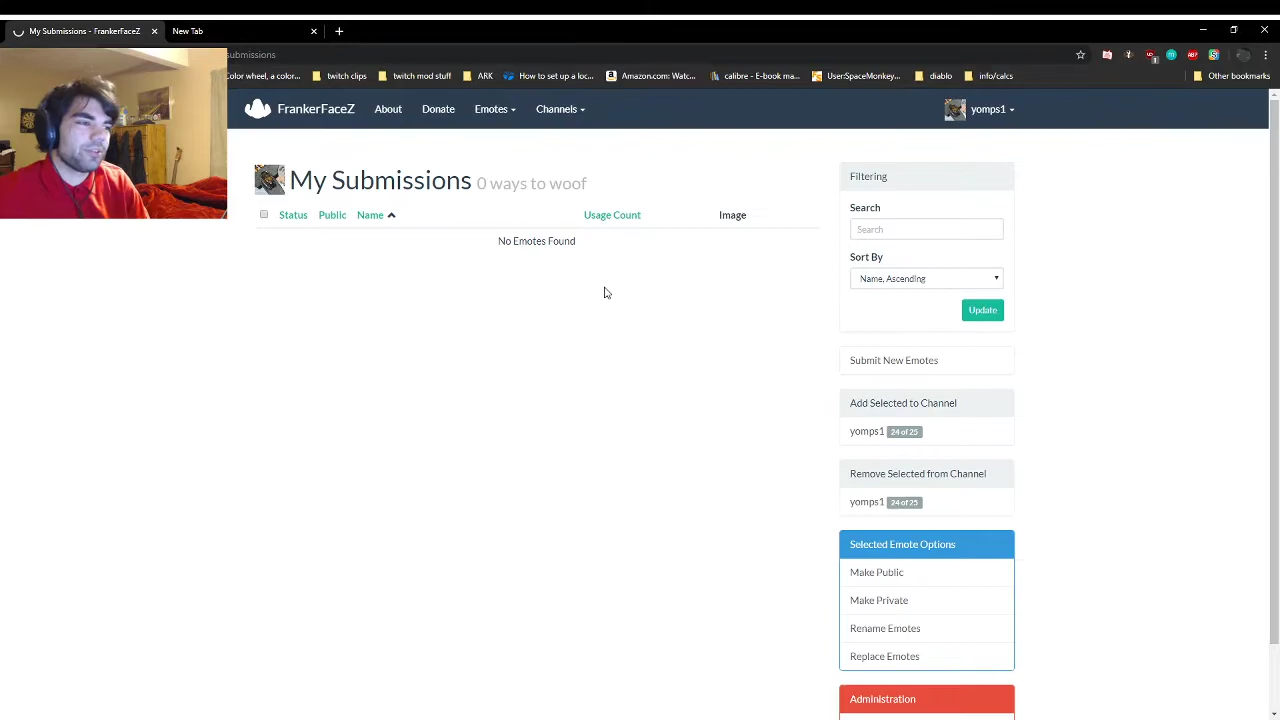 My Submissions - FrankerFaceZ
New Tab
submissions
Color wheel, a color...
twitch clips
twitch mod stuff
ARK
How to set up a loc...
Amazon.com: Watc...
calibre - E-book ma...
User:SpaceMonkey...
diablo
info/calcs
Other bookmarks
FrankerFaceZ
About
Donate
Emotes
Channels
yomps1
My Submissions 0 ways to woof
Status
Public
Name
Usage Count
Image
No Emotes Found
Filtering
Search
Search
Sort By
Name, Ascending
Update
Submit New Emotes
Add Selected to Channel
yomps1 24 of 25
Remove Selected from Channel
yomps1 24 of 25
Selected Emote Options
Make Public
Make Private
Rename Emotes
Replace Emotes
Administration